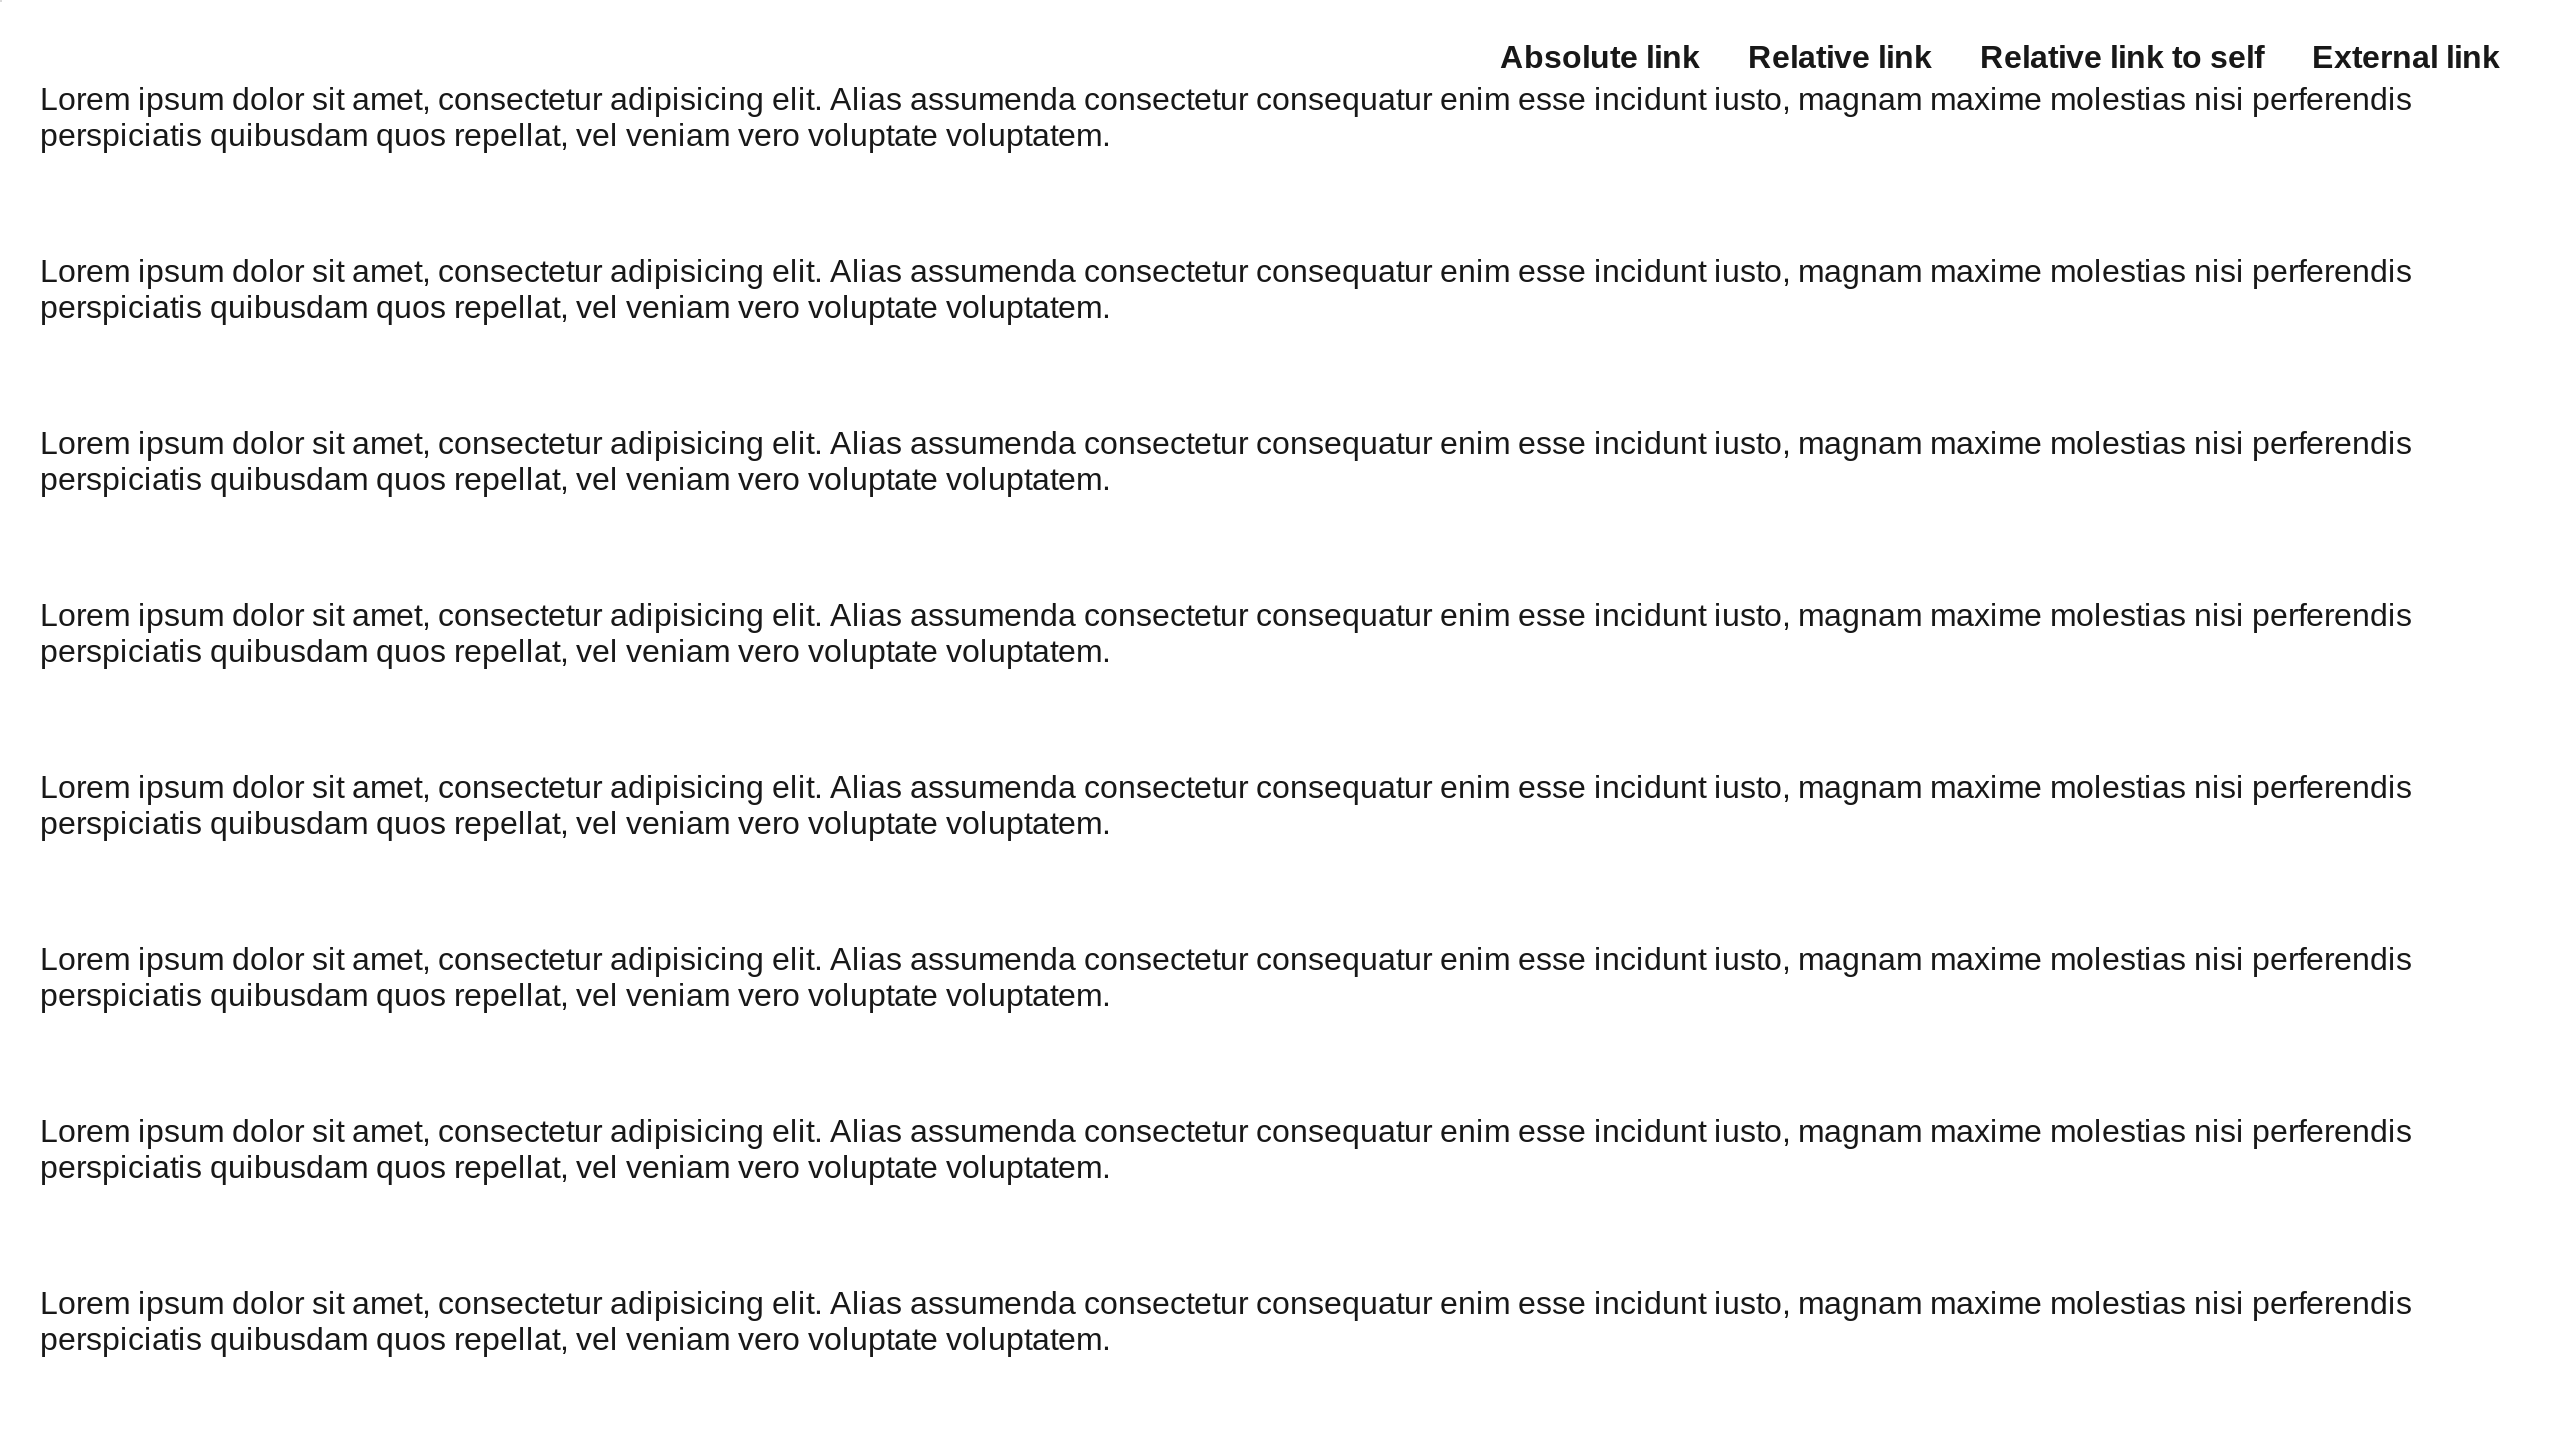 Absolute link Relative link Relative link to self External link
Lorem ipsum dolor sit amet, consectetur adipisicing elit. Alias assumenda consectetur consequatur enim esse incidunt iusto, magnam maxime molestias nisi perferendis
perspiciatis quibusdam quos repellat, vel veniam vero voluptate voluptatem.
Lorem ipsum dolor sit amet, consectetur adipisicing elit. Alias assumenda consectetur consequatur enim esse incidunt iusto, magnam maxime molestias nisi perferendis
perspiciatis quibusdam quos repellat, vel veniam vero voluptate voluptatem.
Lorem ipsum dolor sit amet, consectetur adipisicing elit. Alias assumenda consectetur consequatur enim esse incidunt iusto, magnam maxime molestias nisi perferendis
perspiciatis quibusdam quos repellat, vel veniam vero voluptate voluptatem.
Lorem ipsum dolor sit amet, consectetur adipisicing elit. Alias assumenda consectetur consequatur enim esse incidunt iusto, magnam maxime molestias nisi perferendis
perspiciatis quibusdam quos repellat, vel veniam vero voluptate voluptatem.
Lorem ipsum dolor sit amet, consectetur adipisicing elit. Alias assumenda consectetur consequatur enim esse incidunt iusto, magnam maxime molestias nisi perferendis
perspiciatis quibusdam quos repellat, vel veniam vero voluptate voluptatem.
Lorem ipsum dolor sit amet, consectetur adipisicing elit. Alias assumenda consectetur consequatur enim esse incidunt iusto, magnam maxime molestias nisi perferendis
perspiciatis quibusdam quos repellat, vel veniam vero voluptate voluptatem.
Lorem ipsum dolor sit amet, consectetur adipisicing elit. Alias assumenda consectetur consequatur enim esse incidunt iusto, magnam maxime molestias nisi perferendis
perspiciatis quibusdam quos repellat, vel veniam vero voluptate voluptatem.
Lorem ipsum dolor sit amet, consectetur adipisicing elit. Alias assumenda consectetur consequatur enim esse incidunt iusto, magnam maxime molestias nisi perferendis
perspiciatis quibusdam quos repellat, vel veniam vero voluptate voluptatem.